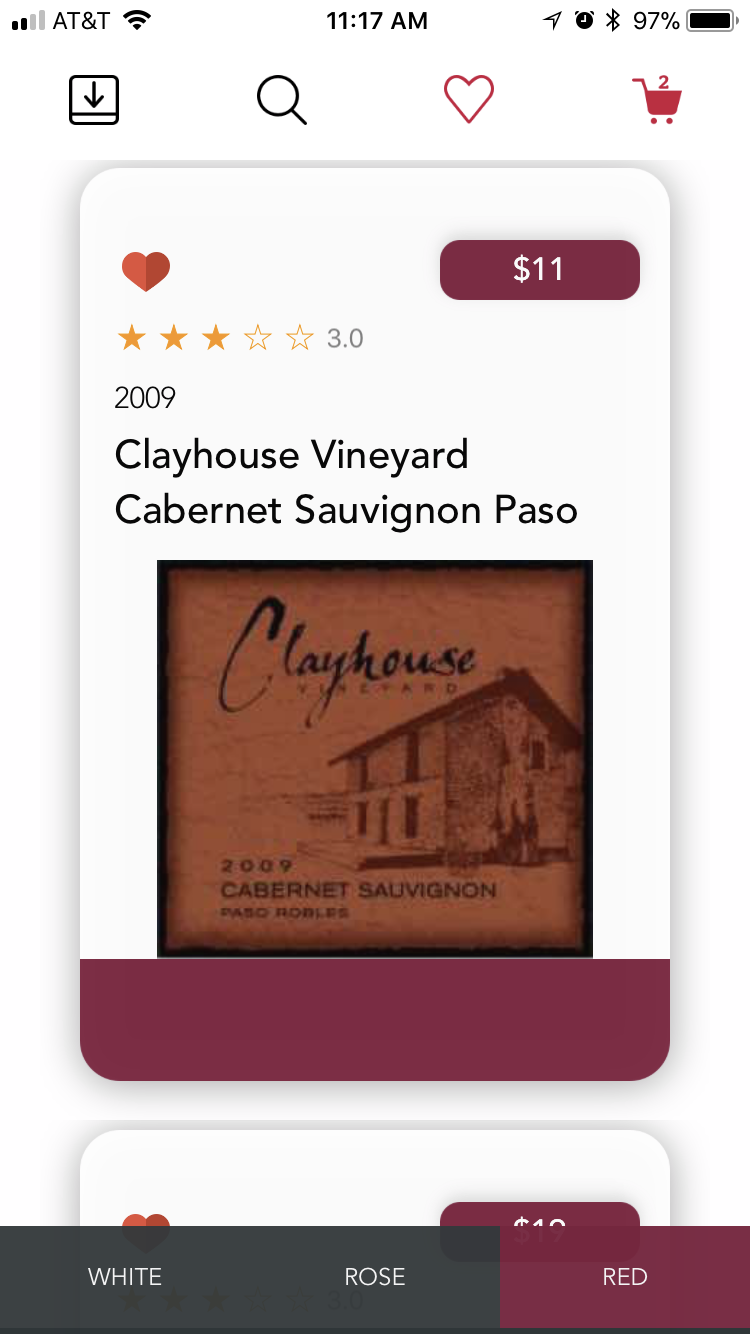 AT&T 11:17 AM 97%
2
$11
★ ★ ★ ☆ ☆ 3.0
2009
Clayhouse Vineyard
Cabernet Sauvignon Paso
Clayhouse
VINEYARD
2009
CABERNET SAUVIGNON
PASO ROBLES
$19
WHITE ROSE RED
★ ★ ★ ☆ ☆ 3.0